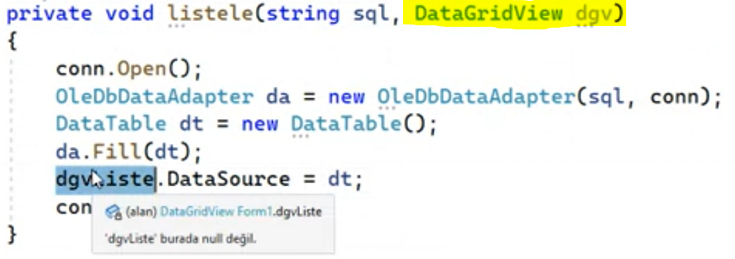 private void listele(string sql, DataGridView dgv)
{
conn.Open();
OleDbDataAdapter da = new OleDbDataAdapter(sql, conn);
DataTable dt = new DataTable();
da.Fill(dt);
dgvListe.DataSource = dt;
con
(alan) DataGridView Form1.dgvListe
'dgvListe' burada null değil.
}